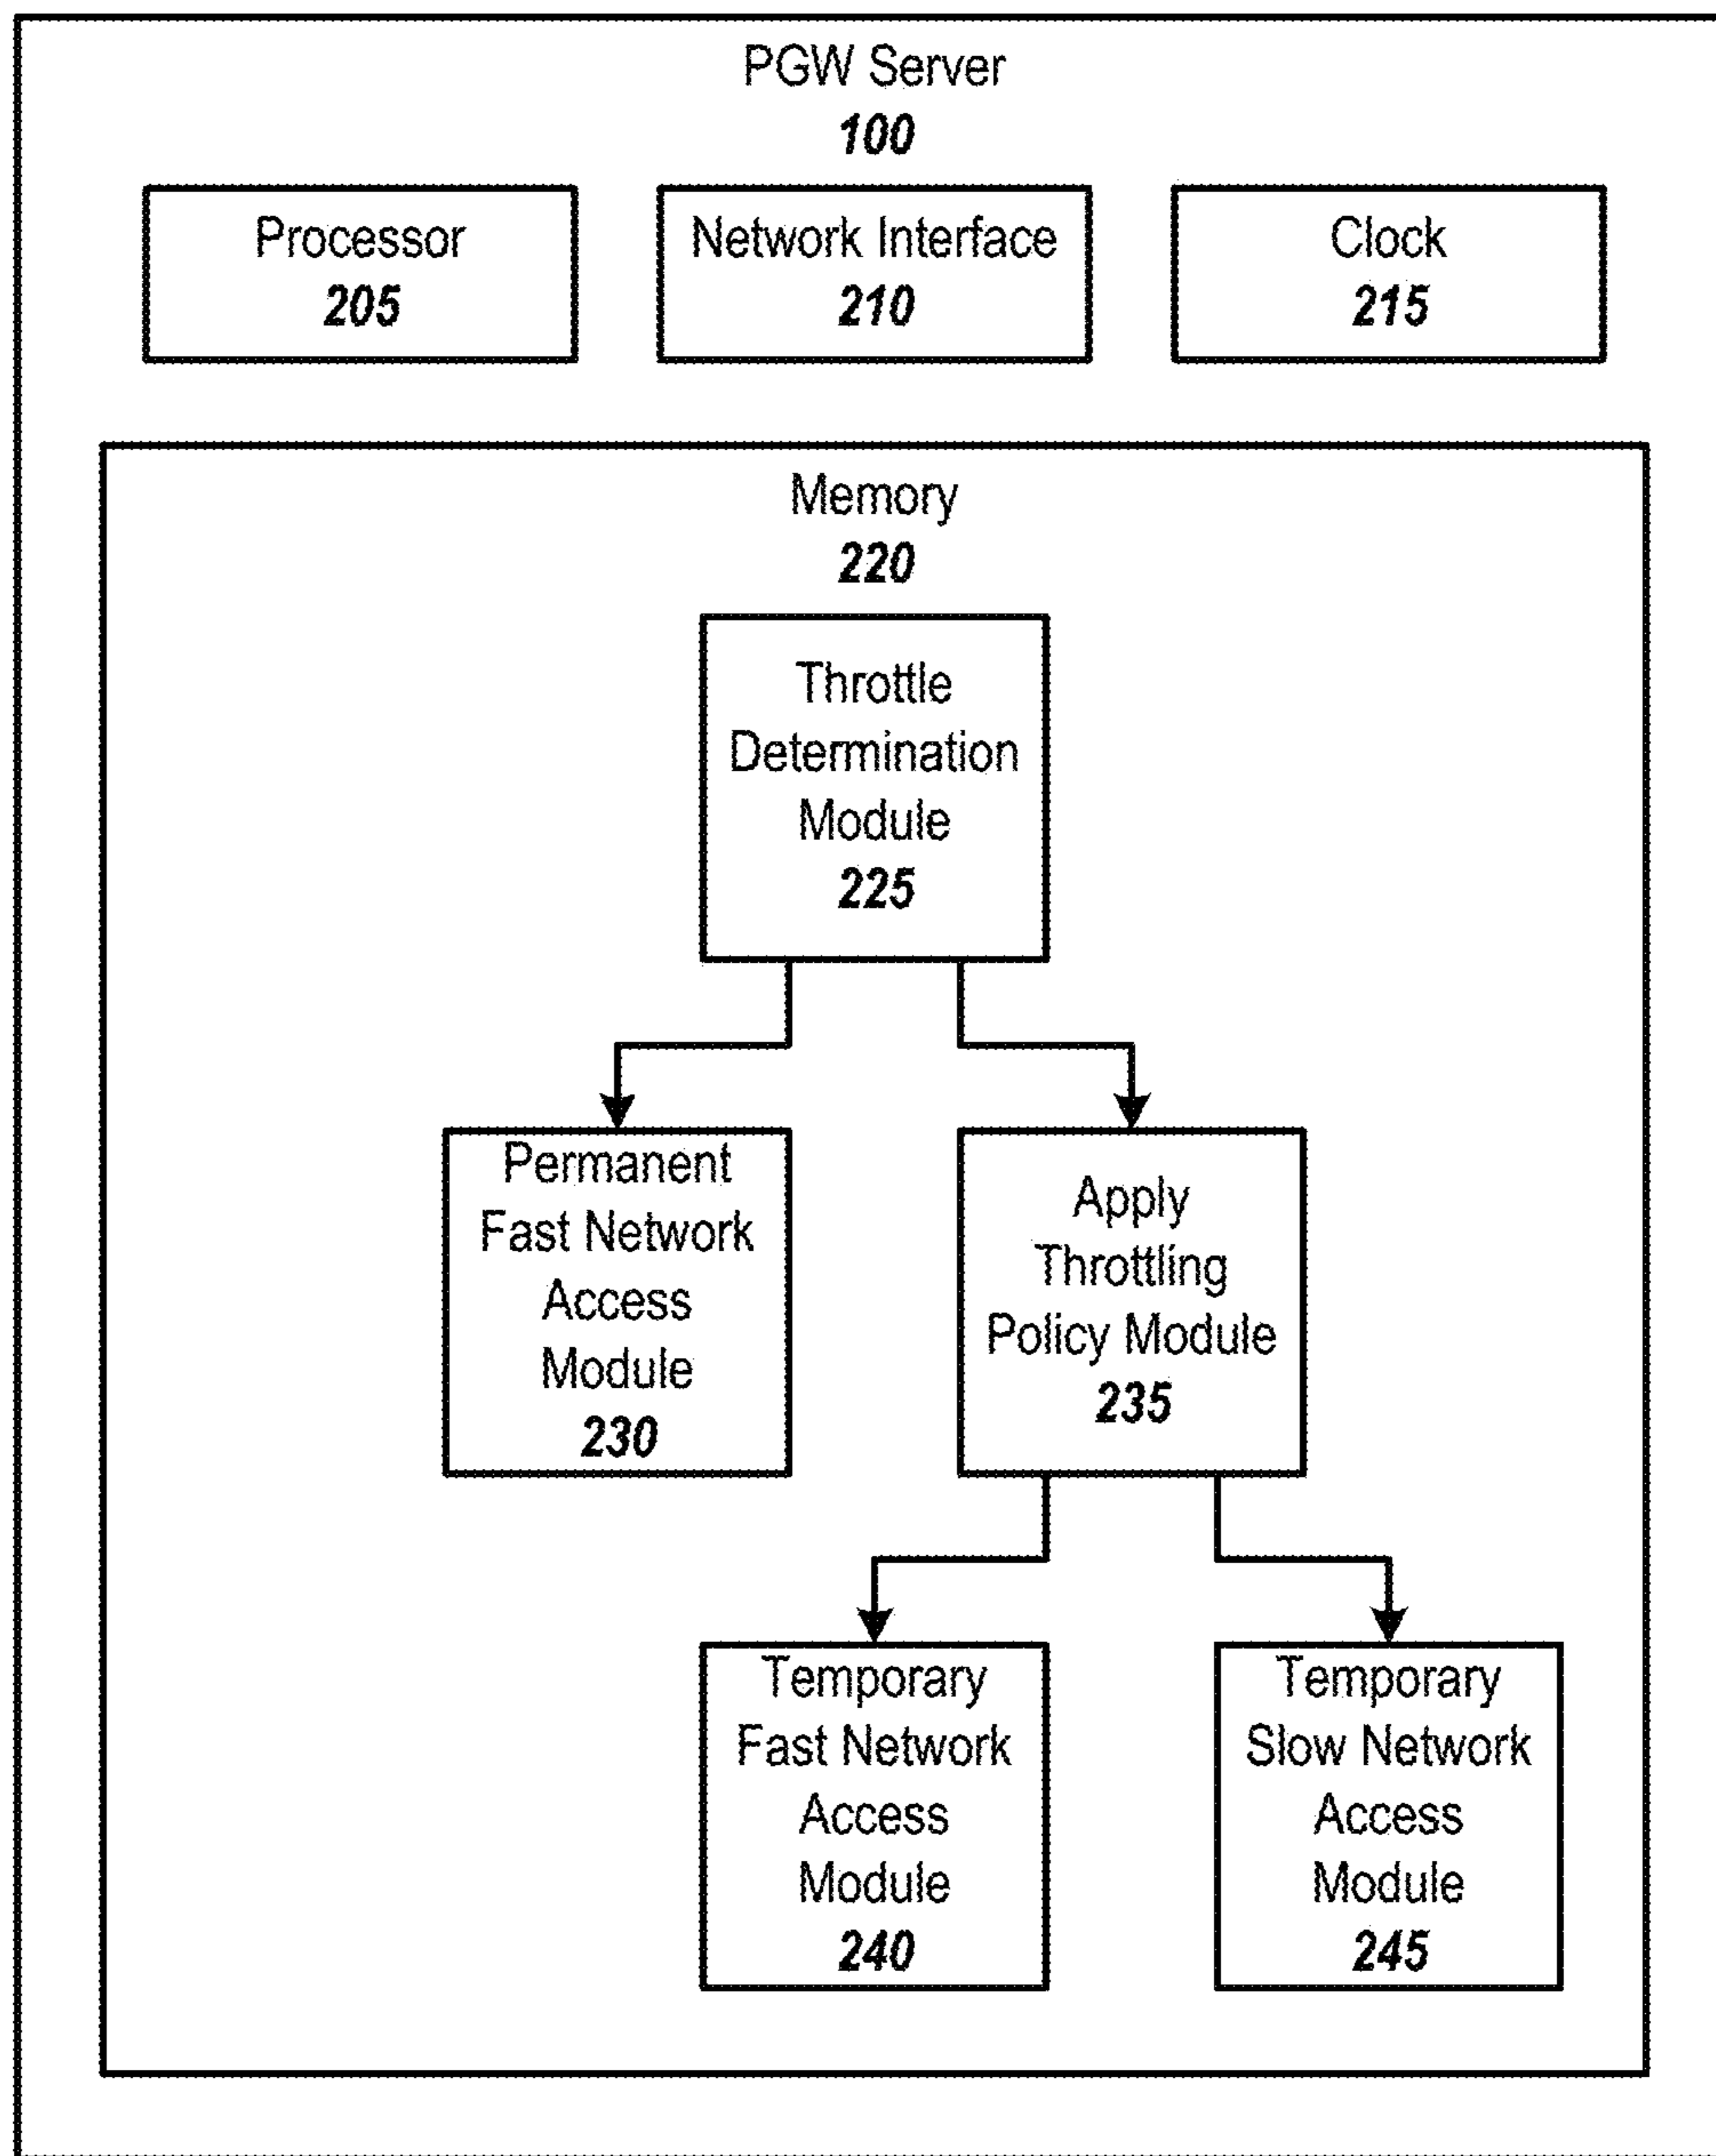 PGW Server
100
Processor
205
Network Interface
210
Clock
215
Memory
220
Throttle
Determination
Module
225
Permanent
Fast Network
Access
Module
230
Apply
Throttling
Policy Module
235
Temporary
Fast Network
Access
Module
240
Temporary
Slow Network
Access
Module
245